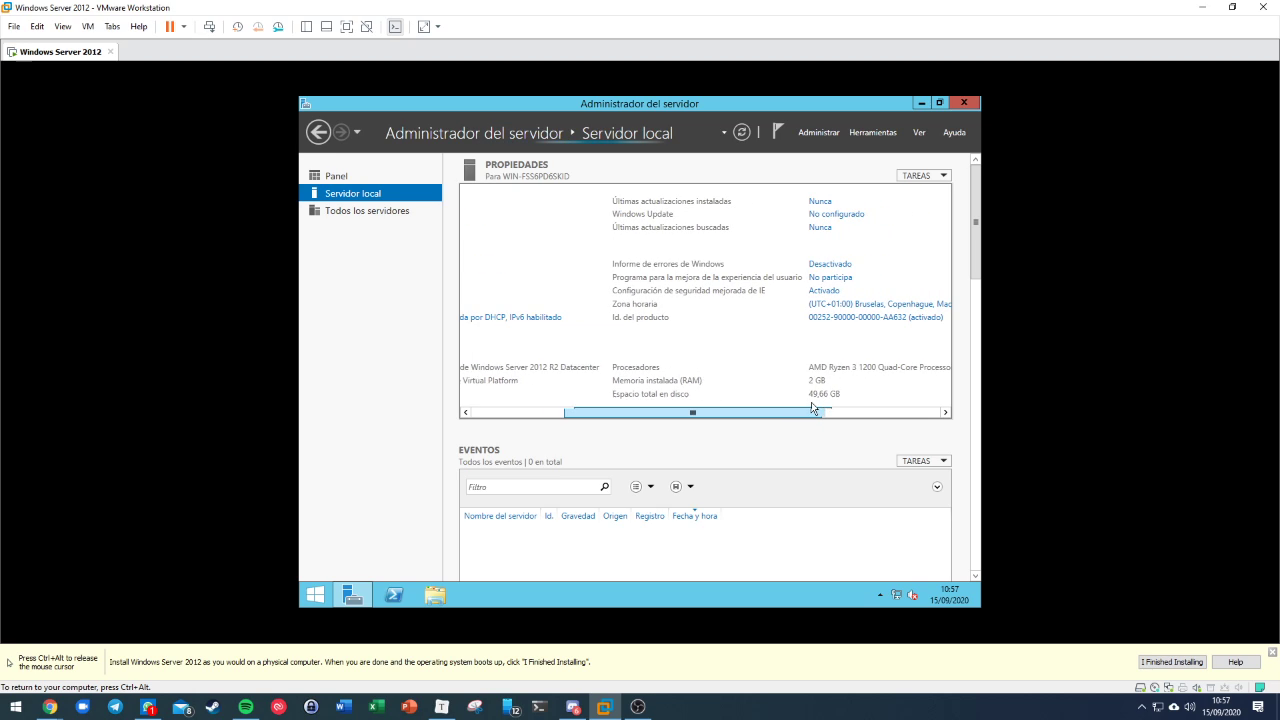 Windows Server 2012 - VMware Workstation
File Edit View VM Tabs Help
Windows Server 2012
Administrador del servidor
Administrador del servidor ‣ Servidor local
Administrar Herramientas Ver Ayuda
Panel
Servidor local
Todos los servidores
PROPIEDADES
Para WIN-FSS6PD6SKID
TAREAS
Últimas actualizaciones instaladas Nunca
Windows Update No configurado
Últimas actualizaciones buscadas Nunca
Informe de errores de Windows Desactivado
Programa para la mejora de la experiencia del usuario No participa
Configuración de seguridad mejorada de IE Activado
Zona horaria (UTC+01:00) Bruselas, Copenhague, Mad
da por DHCP, IPv6 habilitado Id. del producto 00252-90000-00000-AA632 (activado)
de Windows Server 2012 R2 Datacenter Procesadores AMD Ryzen 3 1200 Quad-Core Processo
Virtual Platform Memoria instalada (RAM) 2 GB
Espacio total en disco 49,66 GB
EVENTOS
Todos los eventos | 0 en total
TAREAS
Filtro
Nombre del servidor Id. Gravedad Origen Registro Fecha y hora
10:57
15/09/2020
Press Ctrl+Alt to release
the mouse cursor
Install Windows Server 2012 as you would on a physical computer. When you are done and the operating system boots up, click "I Finished Installing".
I Finished Installing Help
To return to your computer, press Ctrl+Alt.
1 8 12
10:57
15/09/2020